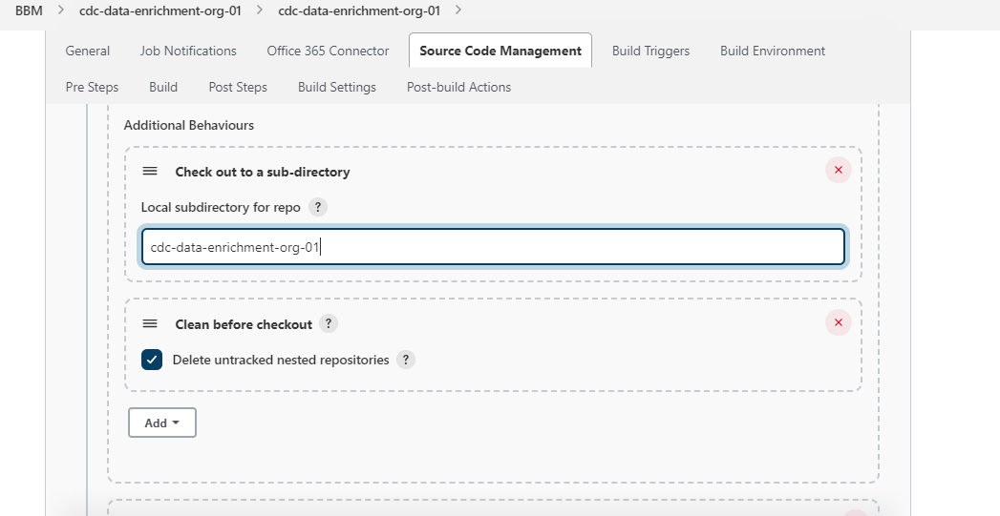 BBM > cdc-data-enrichment-org-01 > cdc-data-enrichment-org-01 >
General Job Notifications Office 365 Connector Source Code Management Build Triggers Build Environment
Pre Steps Build Post Steps Build Settings Post-build Actions
Additional Behaviours
Check out to a sub-directory
Local subdirectory for repo ?
cdc-data-enrichment-org-01
Clean before checkout ?
Delete untracked nested repositories ?
Add